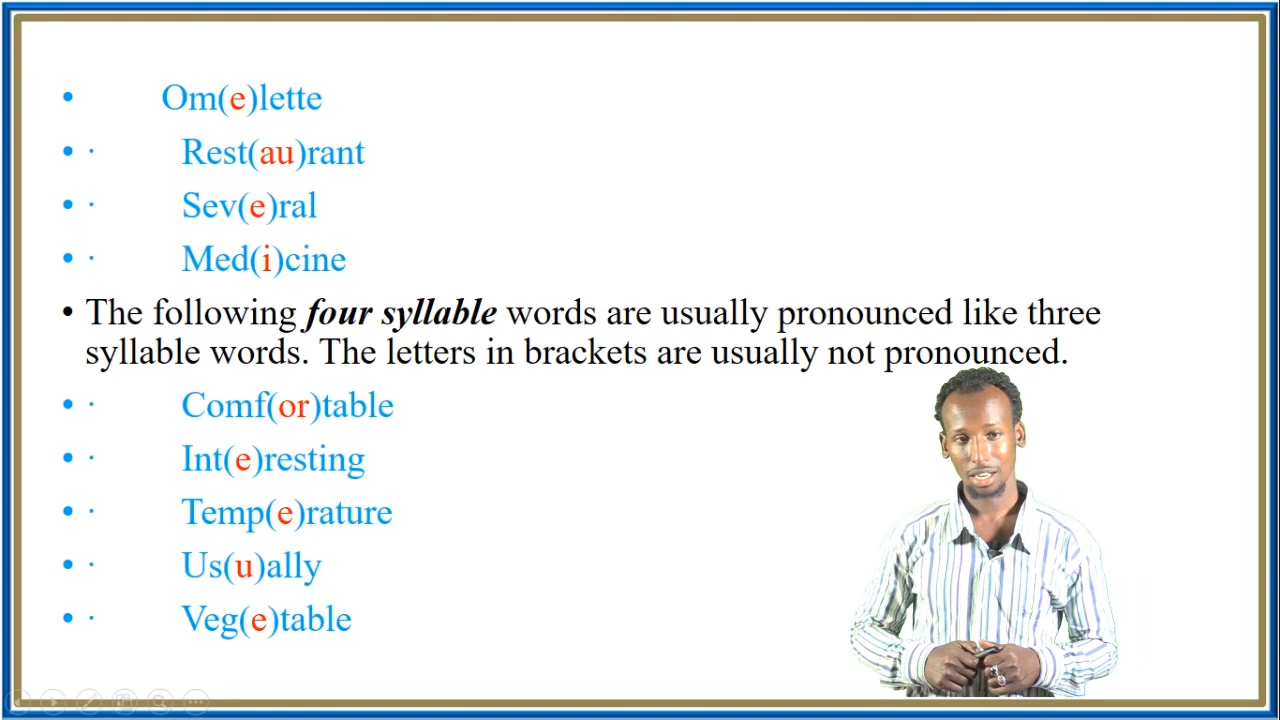 • Om(e)lette
• · Rest(au)rant
• · Sev(e)ral
• · Med(i)cine
• The following four syllable words are usually pronounced like three
syllable words. The letters in brackets are usually not pronounced.
• · Comf(or)table
• · Int(e)resting
• · Temp(e)rature
• · Us(u)ally
• · Veg(e)table